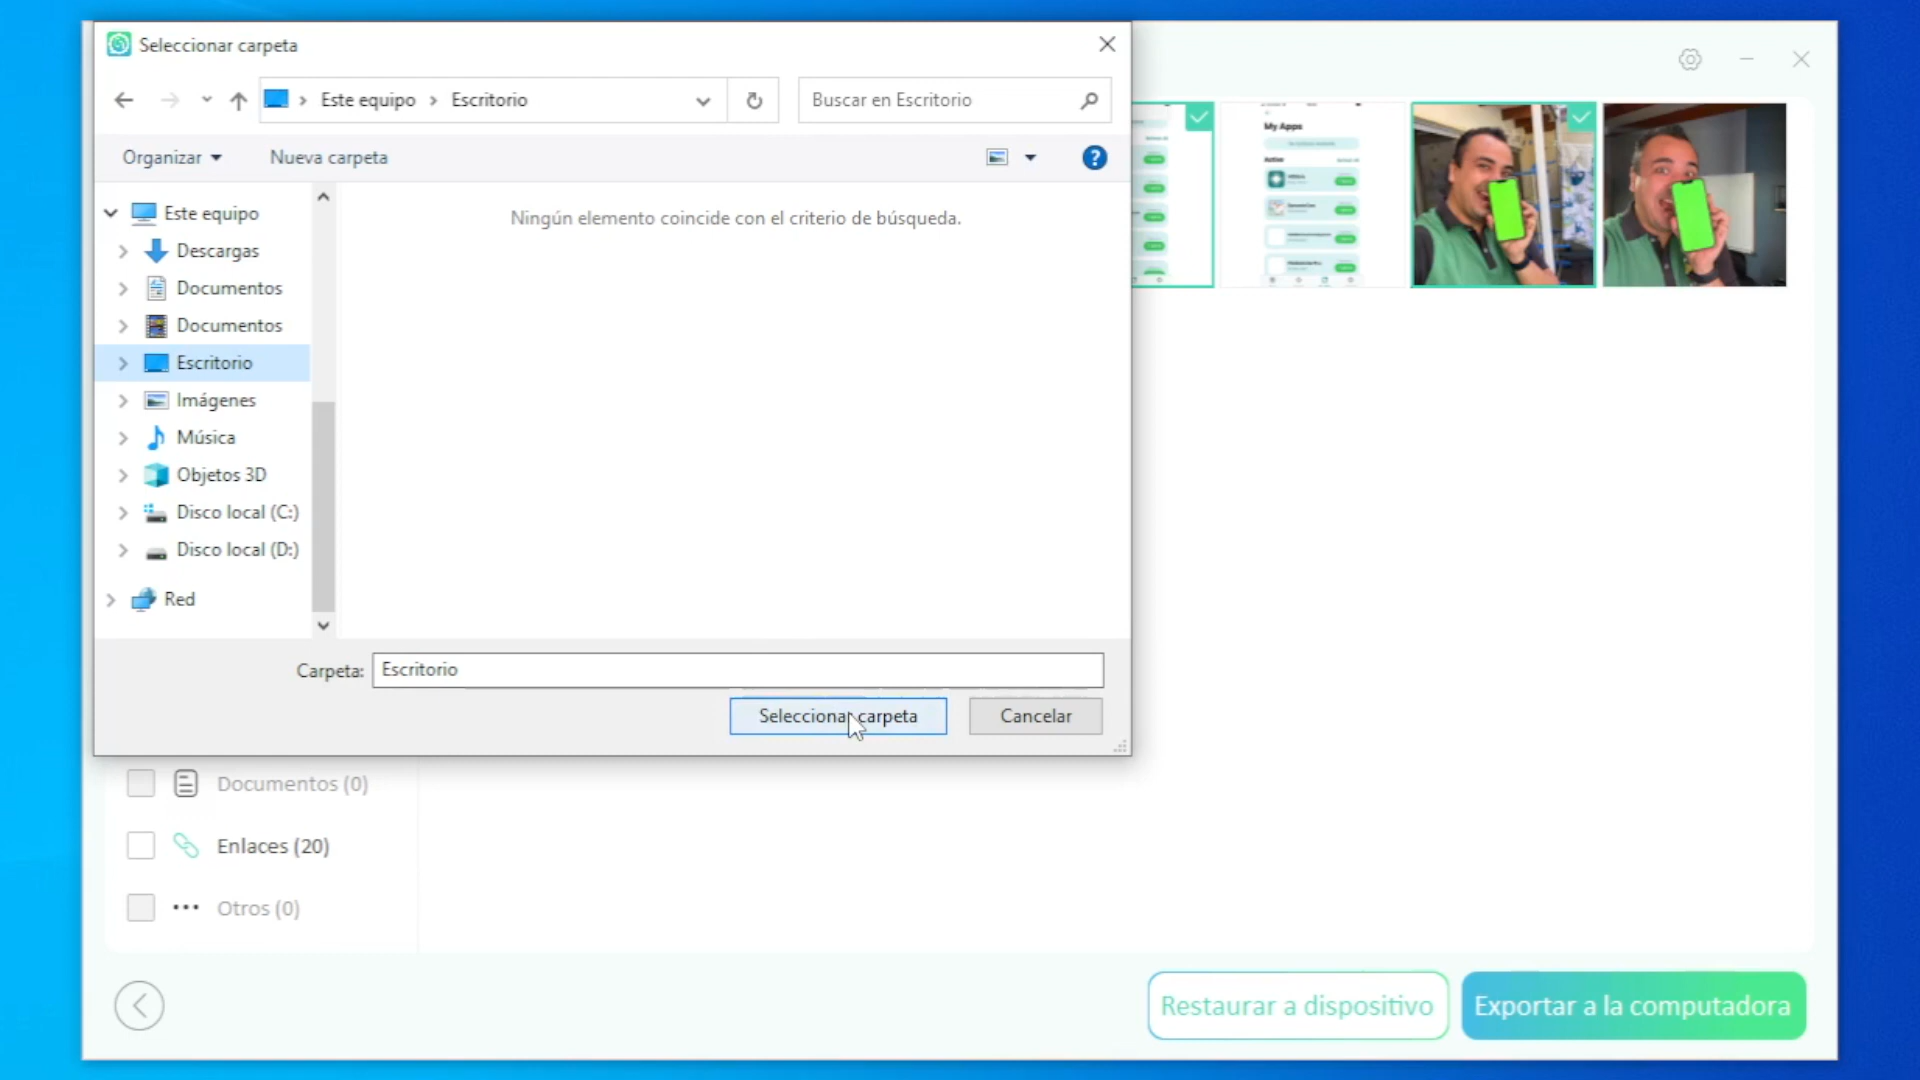 Seleccionar carpeta
Este equipo > Escritorio
Buscar en Escritorio
Organizar
Nueva carpeta
?
Este equipo
Descargas
Documentos
Documentos
Escritorio
Imágenes
Música
Objetos 3D
Disco local (C:)
Disco local (D:)
Red
Ningún elemento coincide con el criterio de búsqueda.
Carpeta: Escritorio
Seleccionar carpeta
Cancelar
My Apps
Active
Documentos (0)
Enlaces (20)
Otros (0)
Restaurar a dispositivo
Exportar a la computadora